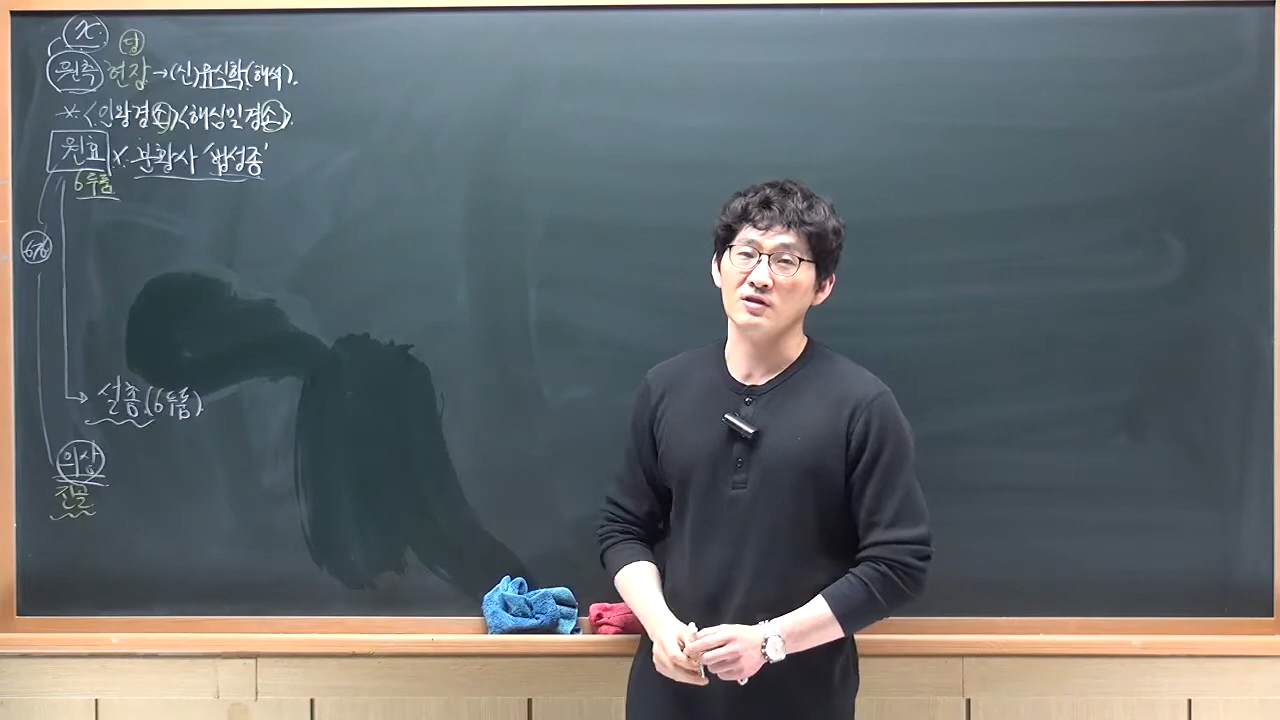 당
원측 현장→(신)유식학(해석).
*<인왕경소><해심밀경소>.
원효 X. 분황사 '법성종'
6두품
676
→ 설총(6두품).
의상
진골